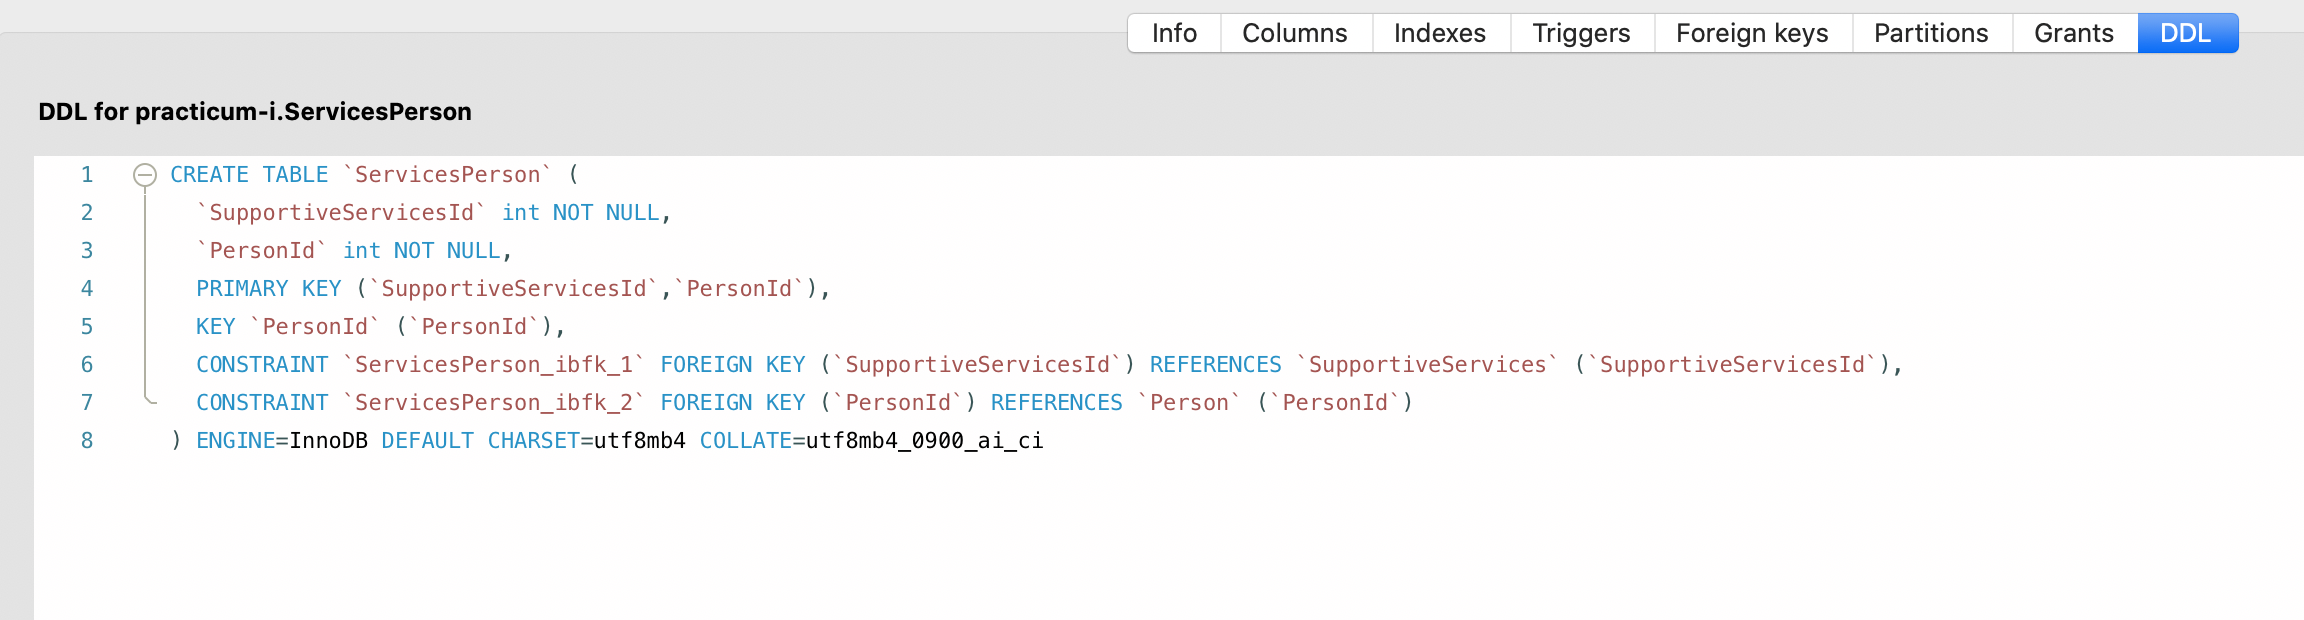 Info Columns Indexes Triggers Foreign keys Partitions Grants DDL
DDL for practicum-i.ServicesPerson
1 CREATE TABLE `ServicesPerson` (
2 `SupportiveServicesId` int NOT NULL,
3 `PersonId` int NOT NULL,
4 PRIMARY KEY (`SupportiveServicesId`,`PersonId`),
5 KEY `PersonId` (`PersonId`),
6 CONSTRAINT `ServicesPerson_ibfk_1` FOREIGN KEY (`SupportiveServicesId`) REFERENCES `SupportiveServices` (`SupportiveServicesId`),
7 CONSTRAINT `ServicesPerson_ibfk_2` FOREIGN KEY (`PersonId`) REFERENCES `Person` (`PersonId`)
8 ) ENGINE=InnoDB DEFAULT CHARSET=utf8mb4 COLLATE=utf8mb4_0900_ai_ci